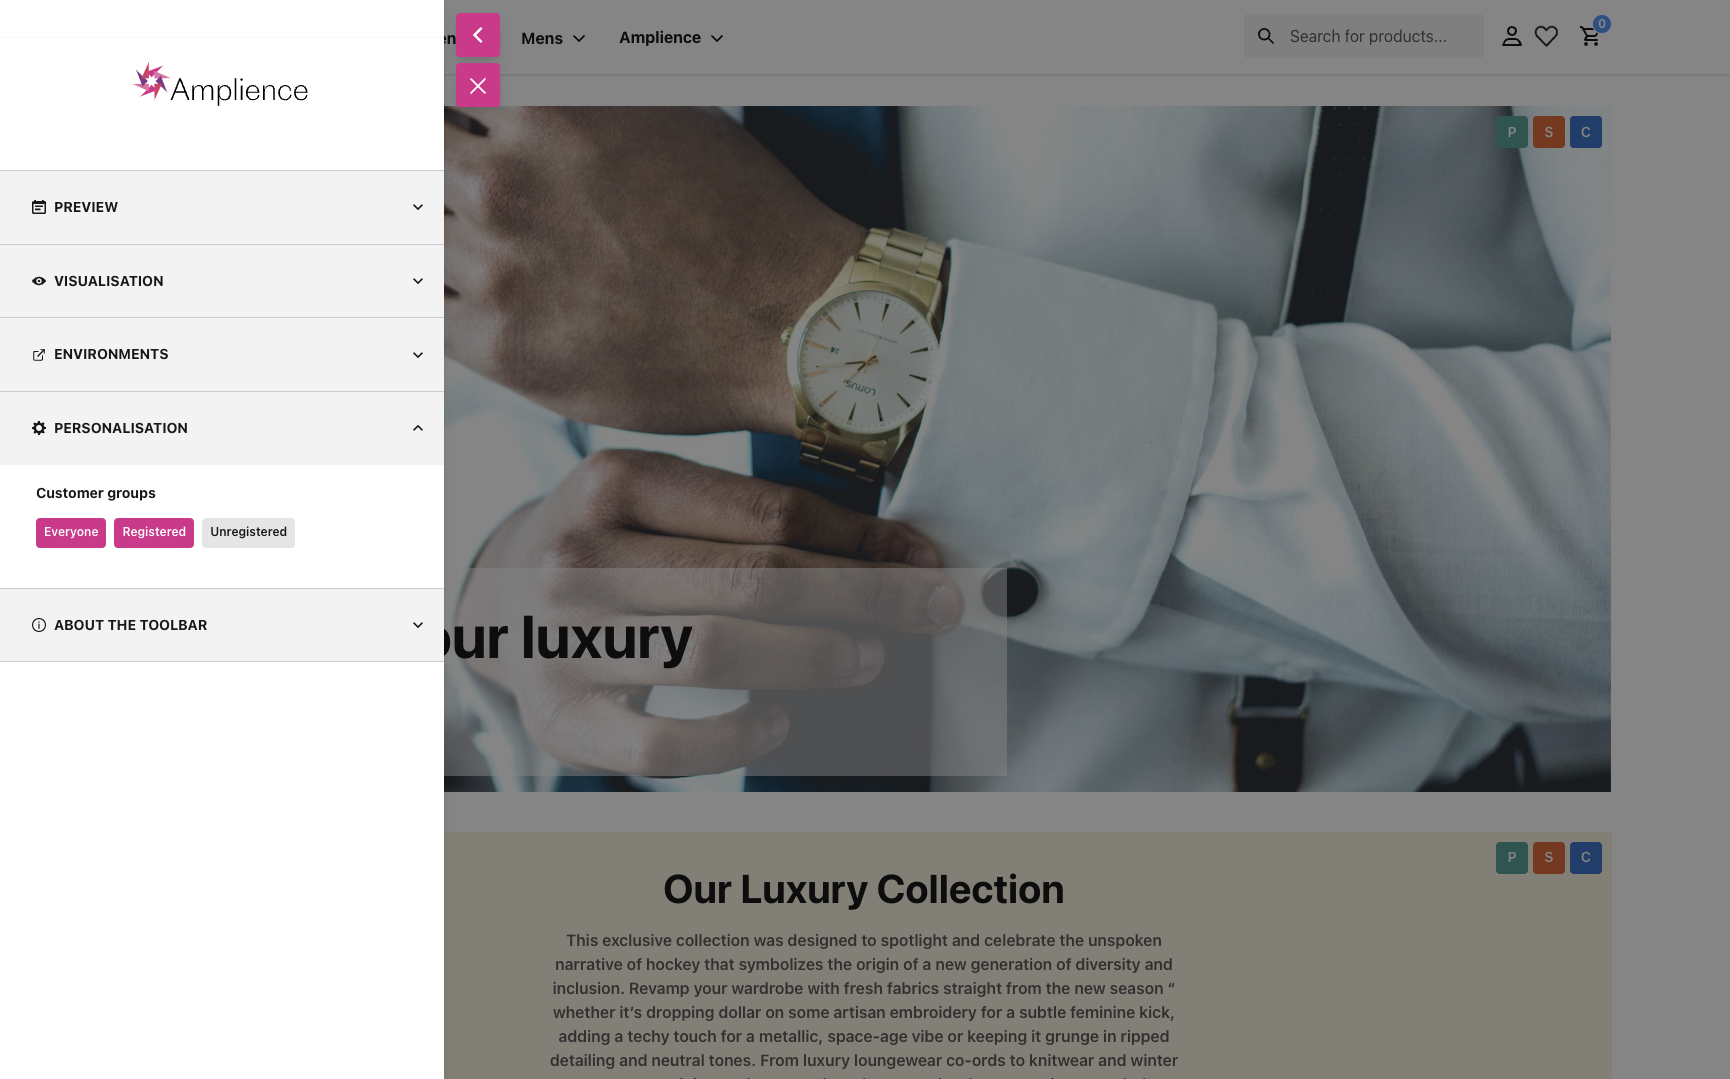 Amplience
PREVIEW
VISUALISATION
ENVIRONMENTS
PERSONALISATION
Customer groups
Everyone Registered Unregistered
ABOUT THE TOOLBAR
Mens Amplience
Search for products...
0
P S C
LORUS
our luxury
P S C
Our Luxury Collection
This exclusive collection was designed to spotlight and celebrate the unspoken
narrative of hockey that symbolizes the origin of a new generation of diversity and
inclusion. Revamp your wardrobe with fresh fabrics straight from the new season “
whether it’s dropping dollar on some artisan embroidery for a subtle feminine kick,
adding a techy touch for a metallic, space-age vibe or keeping it grunge in ripped
detailing and neutral tones. From luxury loungewear co-ords to knitwear and winter